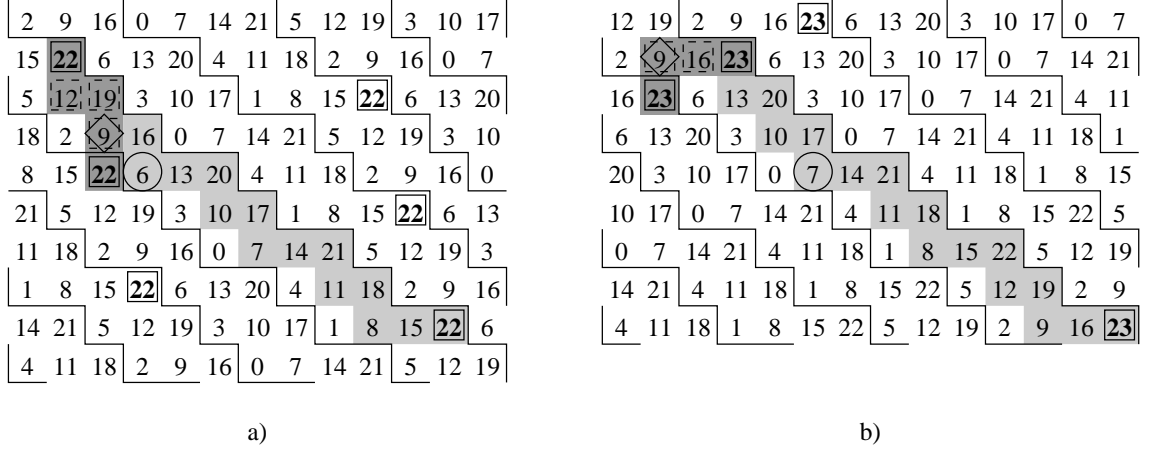 2 9 16 0 7 14 21 5 12 19 3 10 17
15 22 6 13 20 4 11 18 2 9 16 0 7
5 12 19 3 10 17 1 8 15 22 6 13 20
18 2 9 16 0 7 14 21 5 12 19 3 10
8 15 22 6 13 20 4 11 18 2 9 16 0
21 5 12 19 3 10 17 1 8 15 22 6 13
11 18 2 9 16 0 7 14 21 5 12 19 3
1 8 15 22 6 13 20 4 11 18 2 9 16
14 21 5 12 19 3 10 17 1 8 15 22 6
4 11 18 2 9 16 0 7 14 21 5 12 19
a)
12 19 2 9 16 23 6 13 20 3 10 17 0 7
2 9 16 23 6 13 20 3 10 17 0 7 14 21
16 23 6 13 20 3 10 17 0 7 14 21 4 11
6 13 20 3 10 17 0 7 14 21 4 11 18 1
20 3 10 17 0 7 14 21 4 11 18 1 8 15
10 17 0 7 14 21 4 11 18 1 8 15 22 5
0 7 14 21 4 11 18 1 8 15 22 5 12 19
14 21 4 11 18 1 8 15 22 5 12 19 2 9
4 11 18 1 8 15 22 5 12 19 2 9 16 23
b)